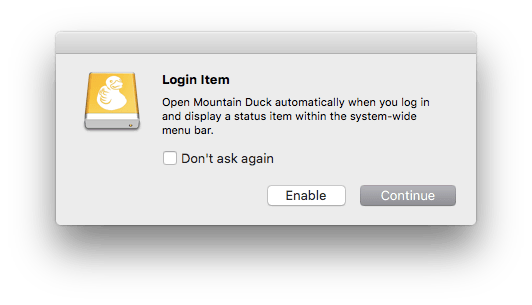 Login Item
Open Mountain Duck automatically when you log in
and display a status item within the system-wide
menu bar.
Don't ask again
Enable
Continue